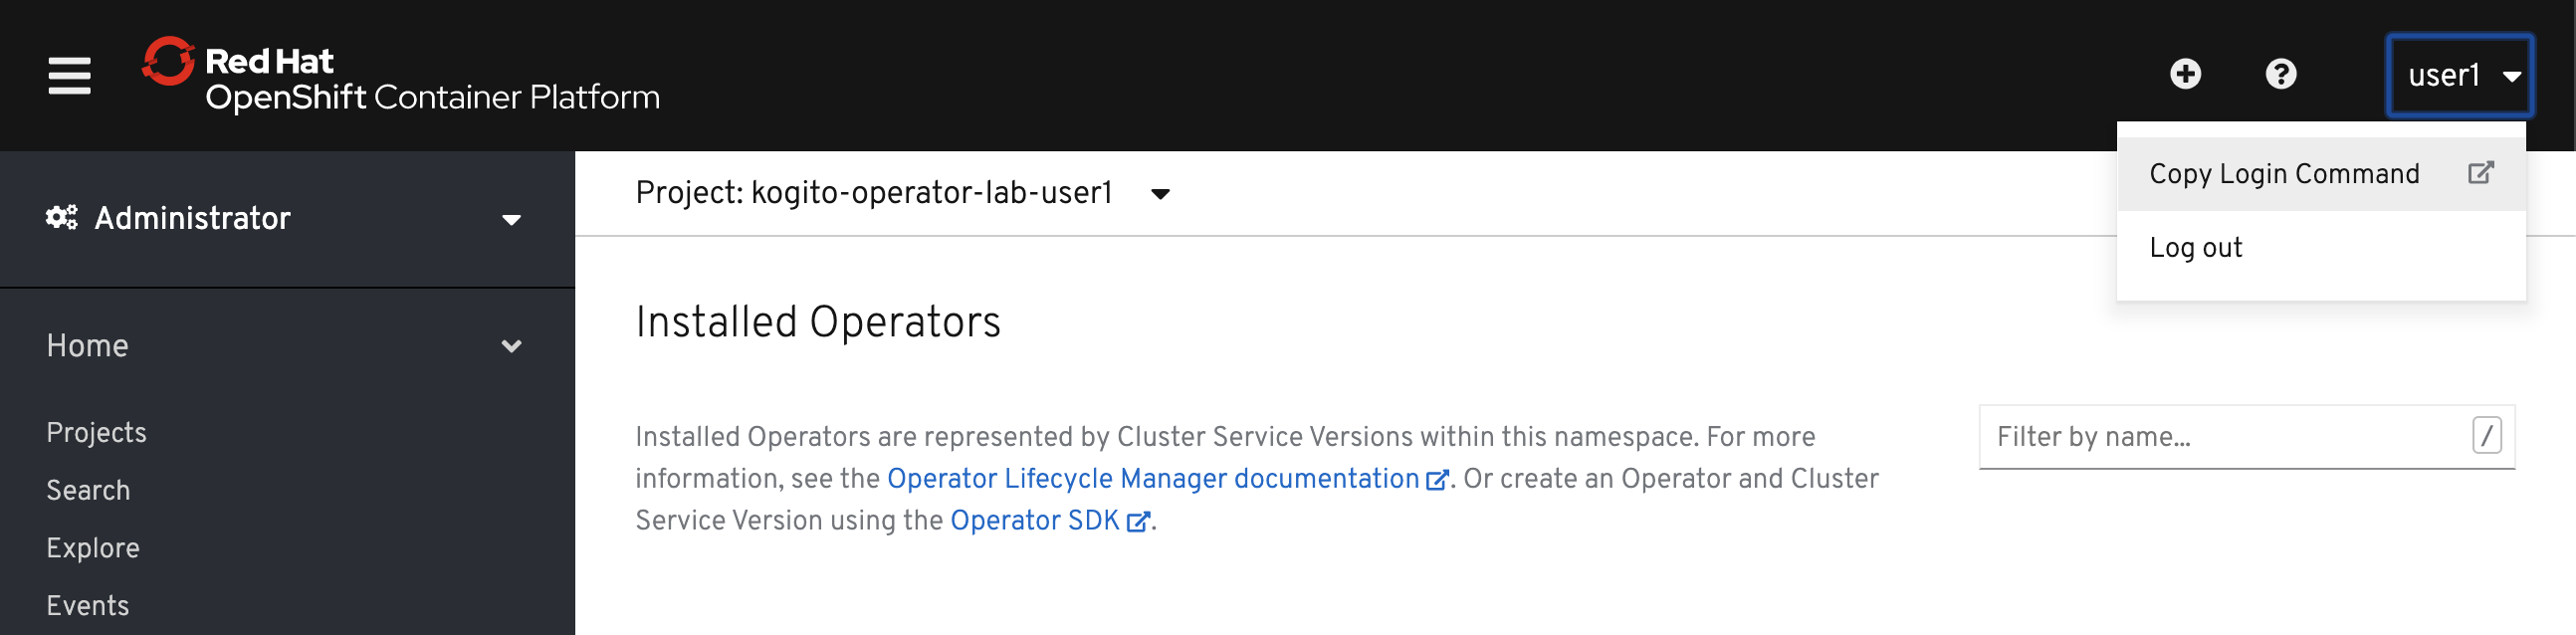 Red Hat
OpenShift Container Platform
user1
Copy Login Command
Log out
Administrator
Home
Projects
Search
Explore
Events
Project: kogito-operator-lab-user1
Installed Operators
Installed Operators are represented by Cluster Service Versions within this namespace. For more
information, see the Operator Lifecycle Manager documentation. Or create an Operator and Cluster
Service Version using the Operator SDK.
Filter by name...
/